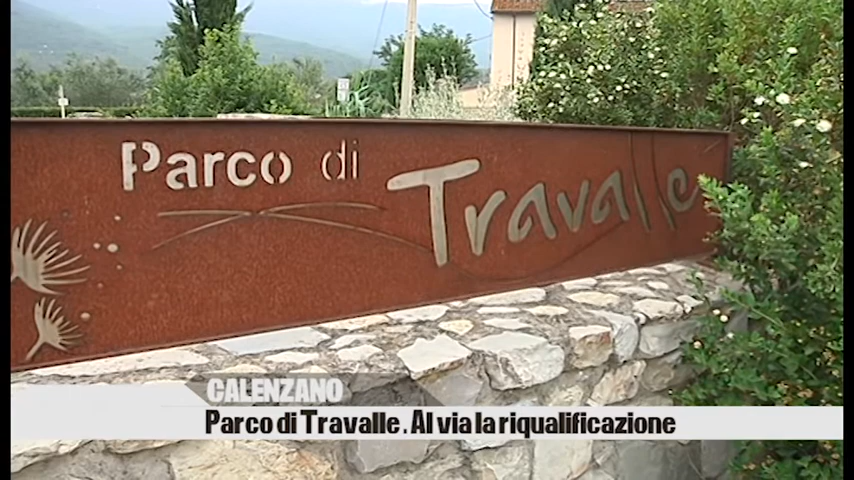 Parco di
Travalle
CALENZANO
Parco di Travalle. Al via la riqualificazione